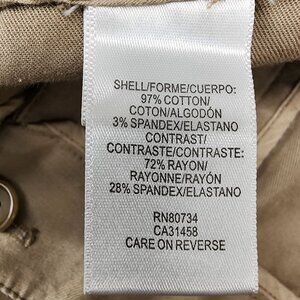 SHELL/FORME/CUERPO:
97% COTTON/
COTON/ALGODÓN
3% SPANDEX/ELASTANO
CONTRAST/
CONTRASTE/CONTRASTE:
72% RAYON/
RAYONNE/RAYÓN
28% SPANDEX/ELASTANO
RN80734
CA31458
CARE ON REVERSE